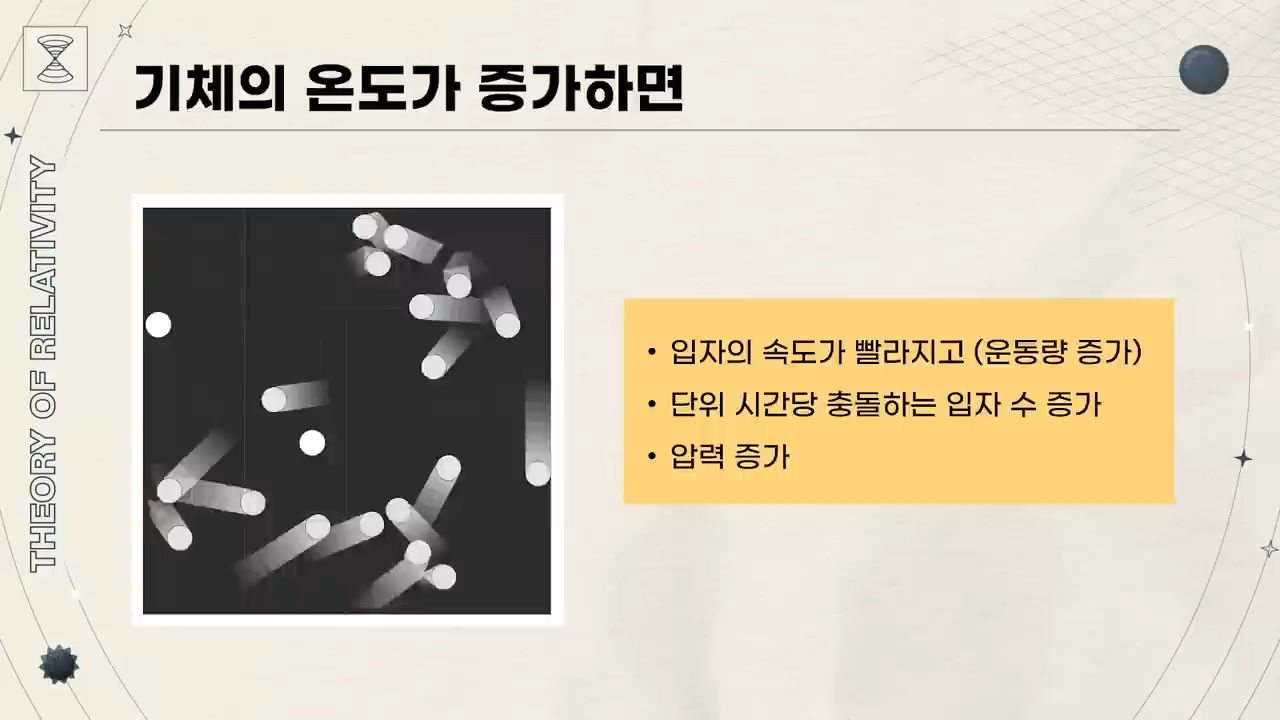 기체의 온도가 증가하면
THEORY OF RELATIVITY
• 입자의 속도가 빨라지고 (운동량 증가)
• 단위 시간당 충돌하는 입자 수 증가
• 압력 증가